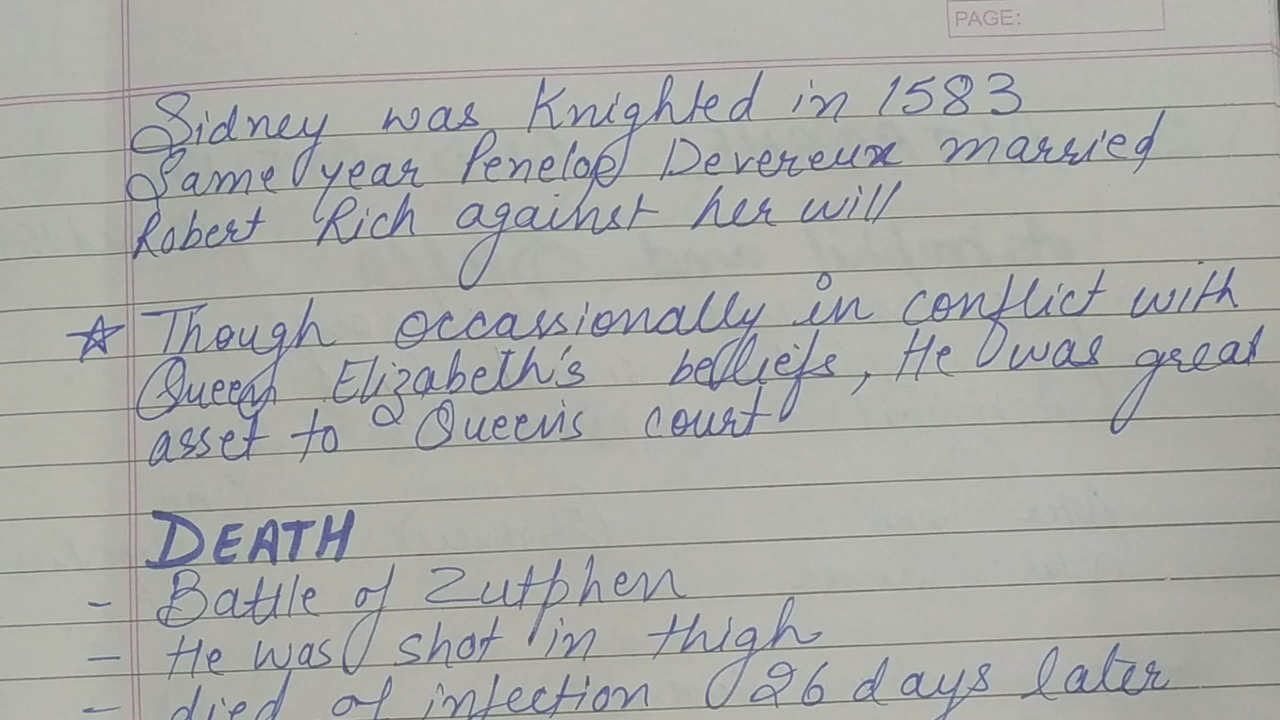 PAGE:
Sidney was Knighted in 1583
Same year Penelop Devereux married
Robert Rich against her will
☆ Though occassionally in conflict with
Queen Elizabeth's belliefs, He was great
asset to Queen's court
DEATH
- Battle of Zutphen
- He was shot in thigh
- died of infection 26 days later